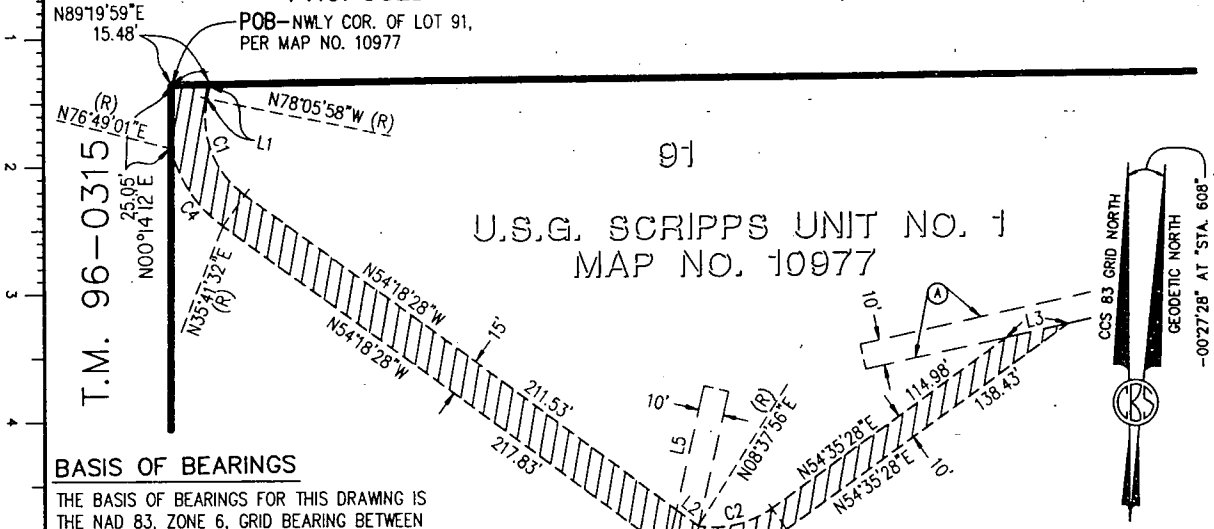 N89°19'59"E
15.48'
POB-NWLY COR. OF LOT 91,
PER MAP NO. 10977
1
(R)
N76°49'01"E
N78°05'58"W (R)
L1
C1
91
2
T.M. 96-0315
25.05'
N00°14'12"E
C4
U.S.G. SCRIPPS UNIT NO. 1
MAP NO. 10977
CCS 83 GRID NORTH
GEODETIC NORTH
-00°27'28" AT "STA. 608"
N35°41'32"E
(R)
3
N54°18'28"W
N54°18'28"W
15'
10'
A
L3
211.53'
217.83'
114.98'
138.43'
4
10'
L5
(R)
N08°37'56"E
N54°35'28"E
N54°35'28"E
10'
L2
C2
BASIS OF BEARINGS
THE BASIS OF BEARINGS FOR THIS DRAWING IS
THE NAD 83, ZONE 6, GRID BEARING BETWEEN